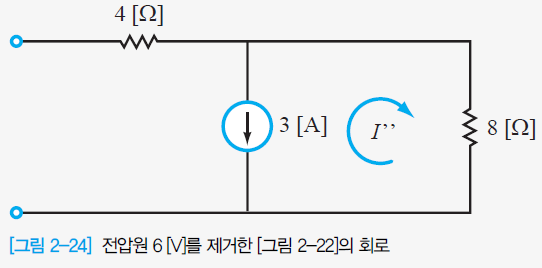 4 [Ω]
3 [A]
I’’
8 [Ω]
[그림 2-24] 전압원 6 [V]를 제거한 [그림 2-22]의 회로